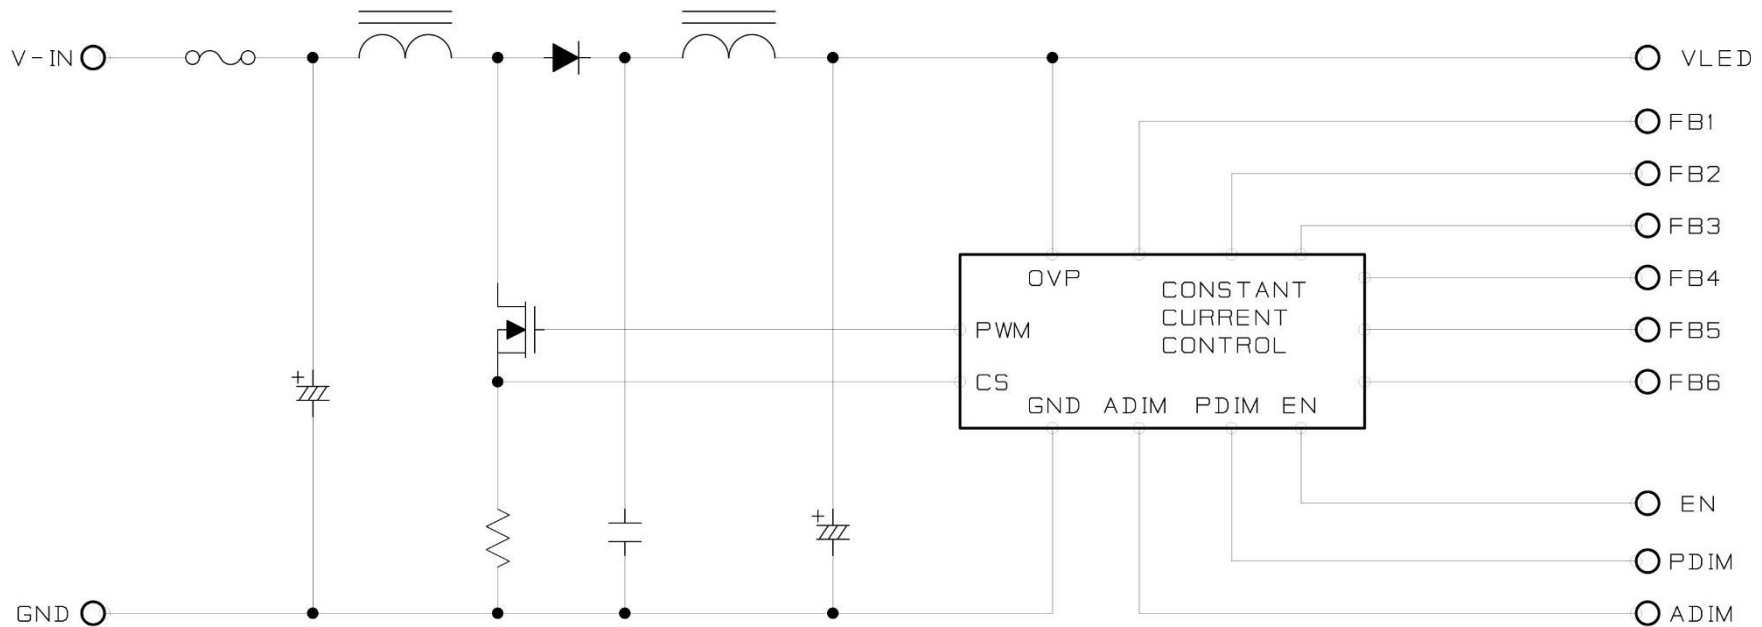 V-IN
VLED
FB1
FB2
FB3
OVP
CONSTANT
CURRENT
CONTROL
FB4
PWM
FB5
+
CS
FB6
GND ADIM PDIM EN
EN
+
PDIM
GND
ADIM